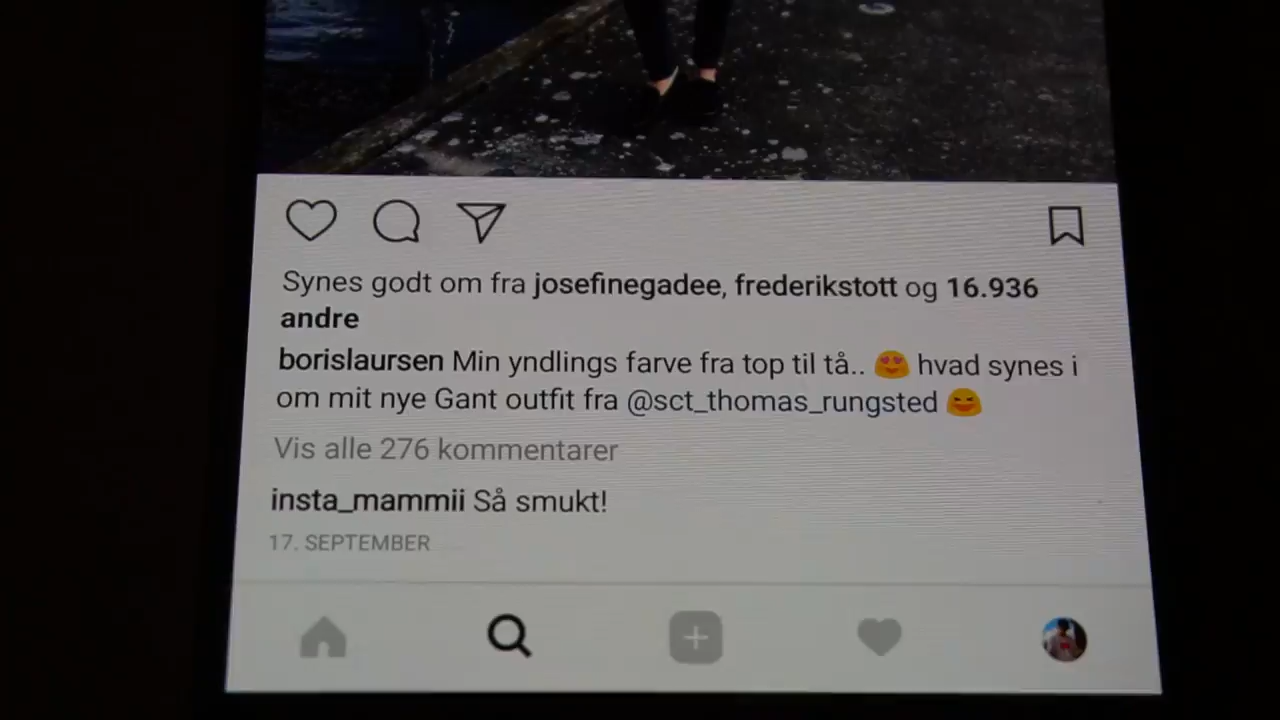 Synes godt om fra josefinegadee, frederikstott og 16.936
andre
borislaursen Min yndlings farve fra top til tå.. 😍 hvad synes i
om mit nye Gant outfit fra @sct_thomas_rungsted 😆
Vis alle 276 kommentarer
insta_mammii Så smukt!
17. SEPTEMBER